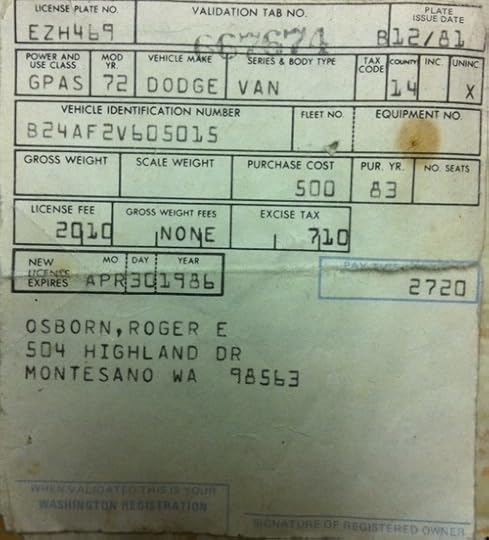 LICENSE PLATE NO. VALIDATION TAB NO. PLATE ISSUE DATE
EZH469 667674 B12/81
POWER AND USE CLASS MOD YR. VEHICLE MAKE SERIES & BODY TYPE TAX CODE COUNTY INC. UNINC
GPAS 72 DODGE VAN 14 X
VEHICLE IDENTIFICATION NUMBER FLEET NO. EQUIPMENT NO.
B24AF2V605015
GROSS WEIGHT SCALE WEIGHT PURCHASE COST PUR. YR. NO. SEATS
500 83
LICENSE FEE GROSS WEIGHT FEES EXCISE TAX
2010 NONE 710
NEW LICENSE EXPIRES MO DAY YEAR
APR 30 1986 2720
OSBORN, ROGER E
504 HIGHLAND DR
MONTESANO WA 98563
WHEN VALIDATED THIS IS YOUR
WASHINGTON REGISTRATION
SIGNATURE OF REGISTERED OWNER